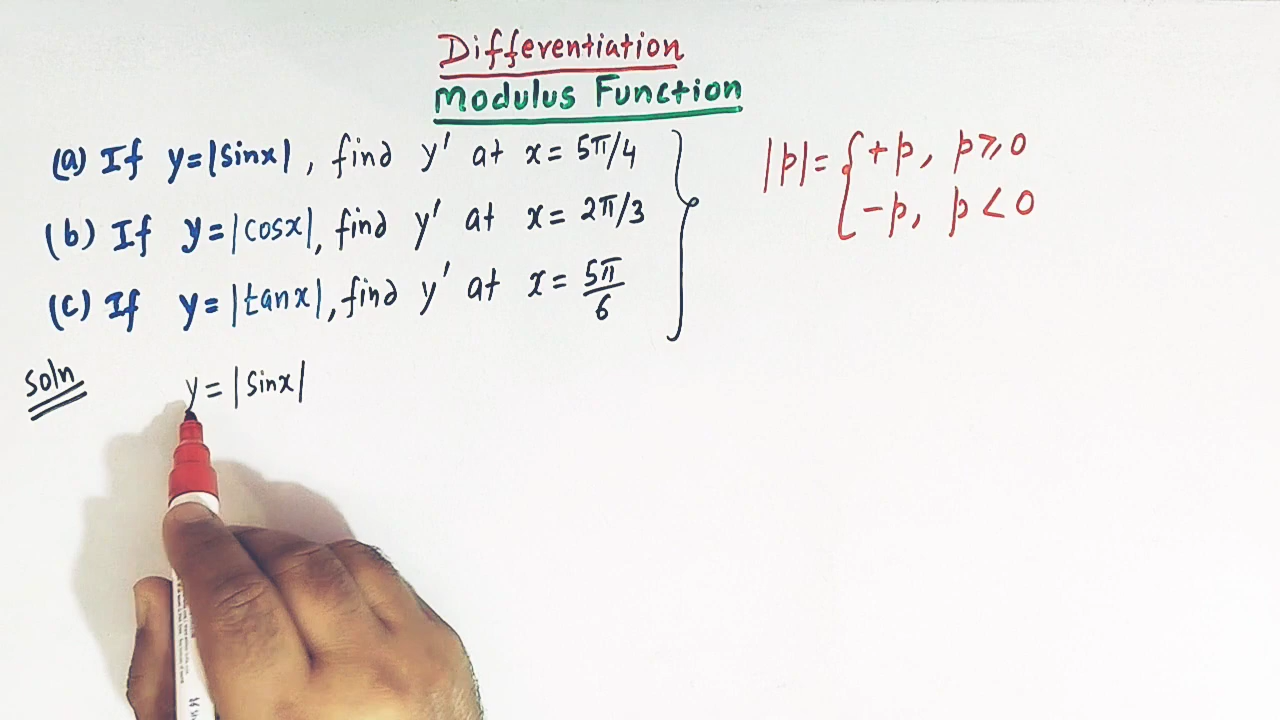 Differentiation
Modulus Function
(a) If y=|sinx|, find y' at x = 5π/4
(b) If y=|cosx|, find y' at x = 2π/3
(c) If y=|tanx|, find y' at x = 5π/6
|p|= { +p, p⩾0
-p, p<0
Soln y = |sinx|